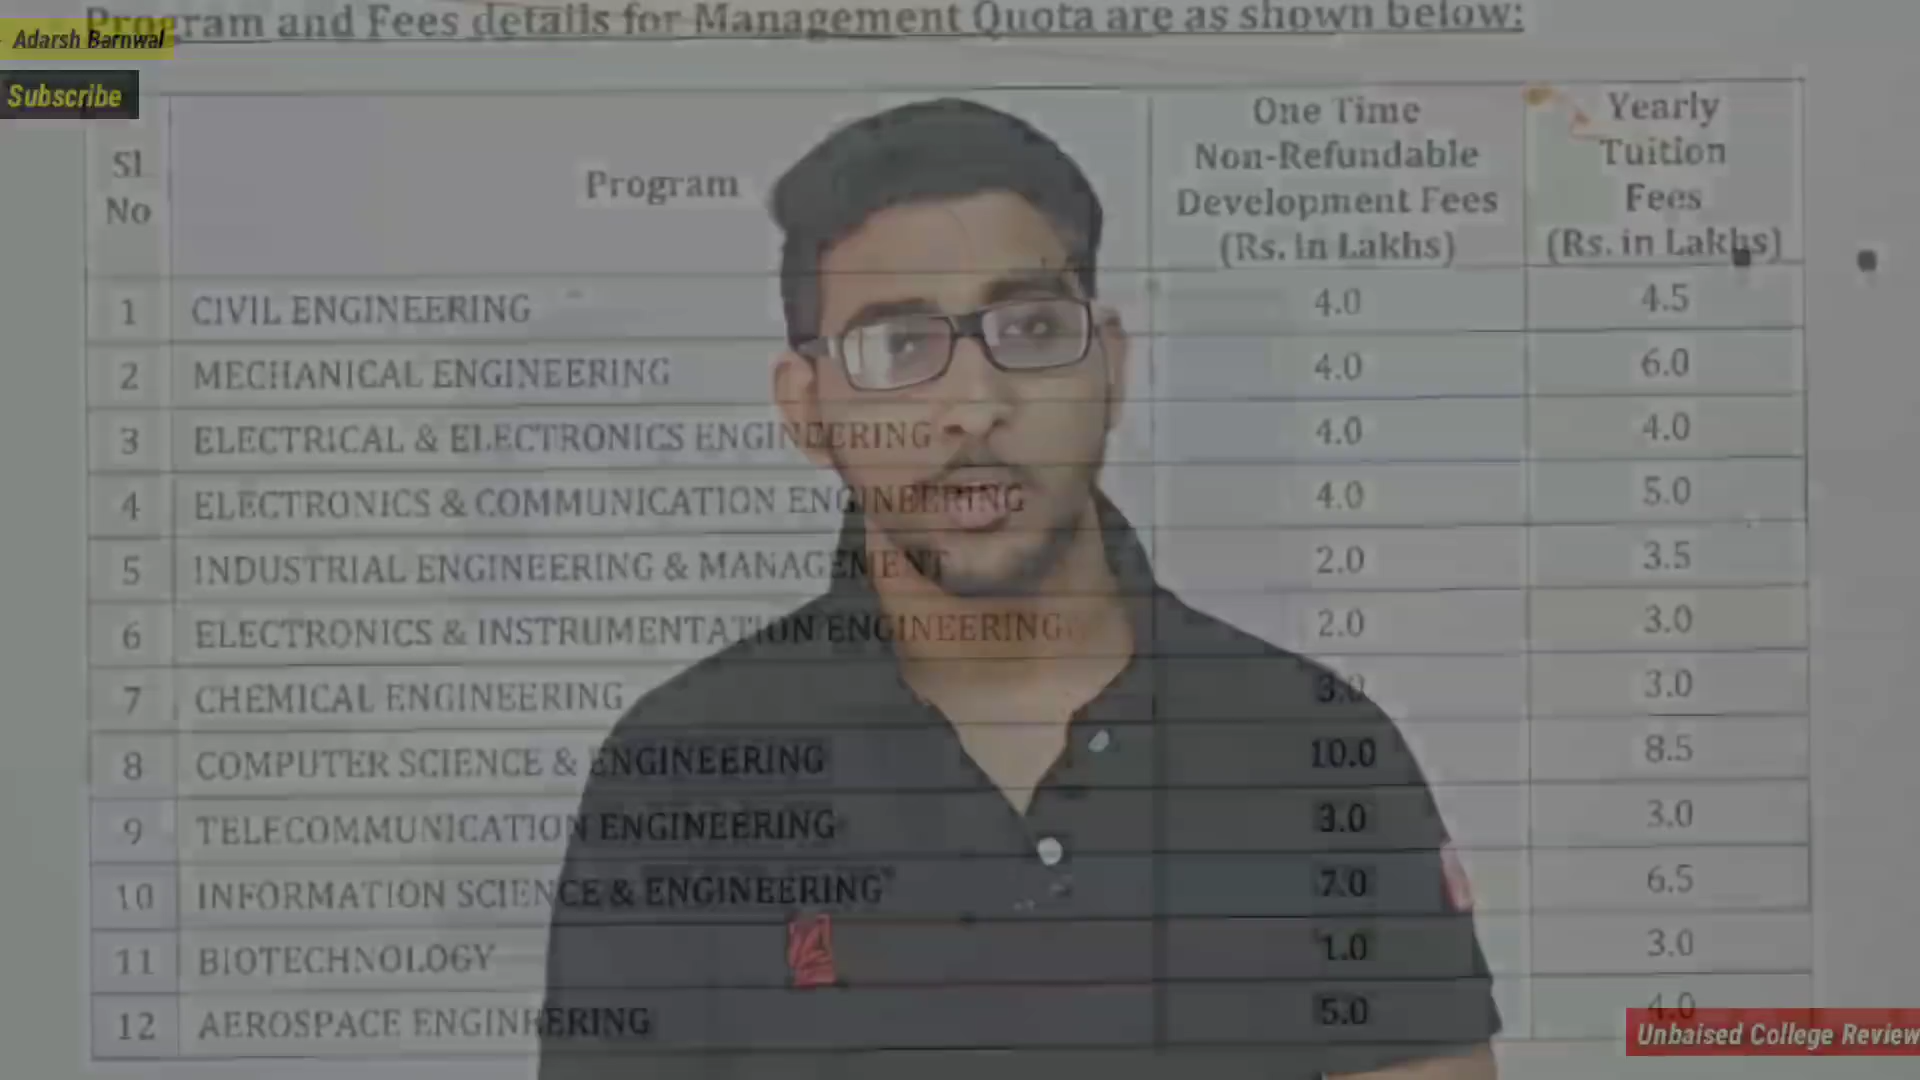 Program and Fees details for Management Quota are as shown below:
Adarsh Barnwal
Subscribe
Sl No Program One Time Non-Refundable Development Fees (Rs. in Lakhs) Yearly Tuition Fees (Rs. in Lakhs)
1 CIVIL ENGINEERING 4.0 4.5
2 MECHANICAL ENGINEERING 4.0 6.0
3 ELECTRICAL & ELECTRONICS ENGINEERING 4.0 4.0
4 ELECTRONICS & COMMUNICATION ENGINEERING 4.0 5.0
5 INDUSTRIAL ENGINEERING & MANAGEMENT 2.0 3.5
6 ELECTRONICS & INSTRUMENTATION ENGINEERING 2.0 3.0
7 CHEMICAL ENGINEERING 3.0 3.0
8 COMPUTER SCIENCE & ENGINEERING 10.0 8.5
9 TELECOMMUNICATION ENGINEERING 3.0 3.0
10 INFORMATION SCIENCE & ENGINEERING 7.0 6.5
11 BIOTECHNOLOGY 1.0 3.0
12 AEROSPACE ENGINEERING 5.0 4.0
Unbaised College Review